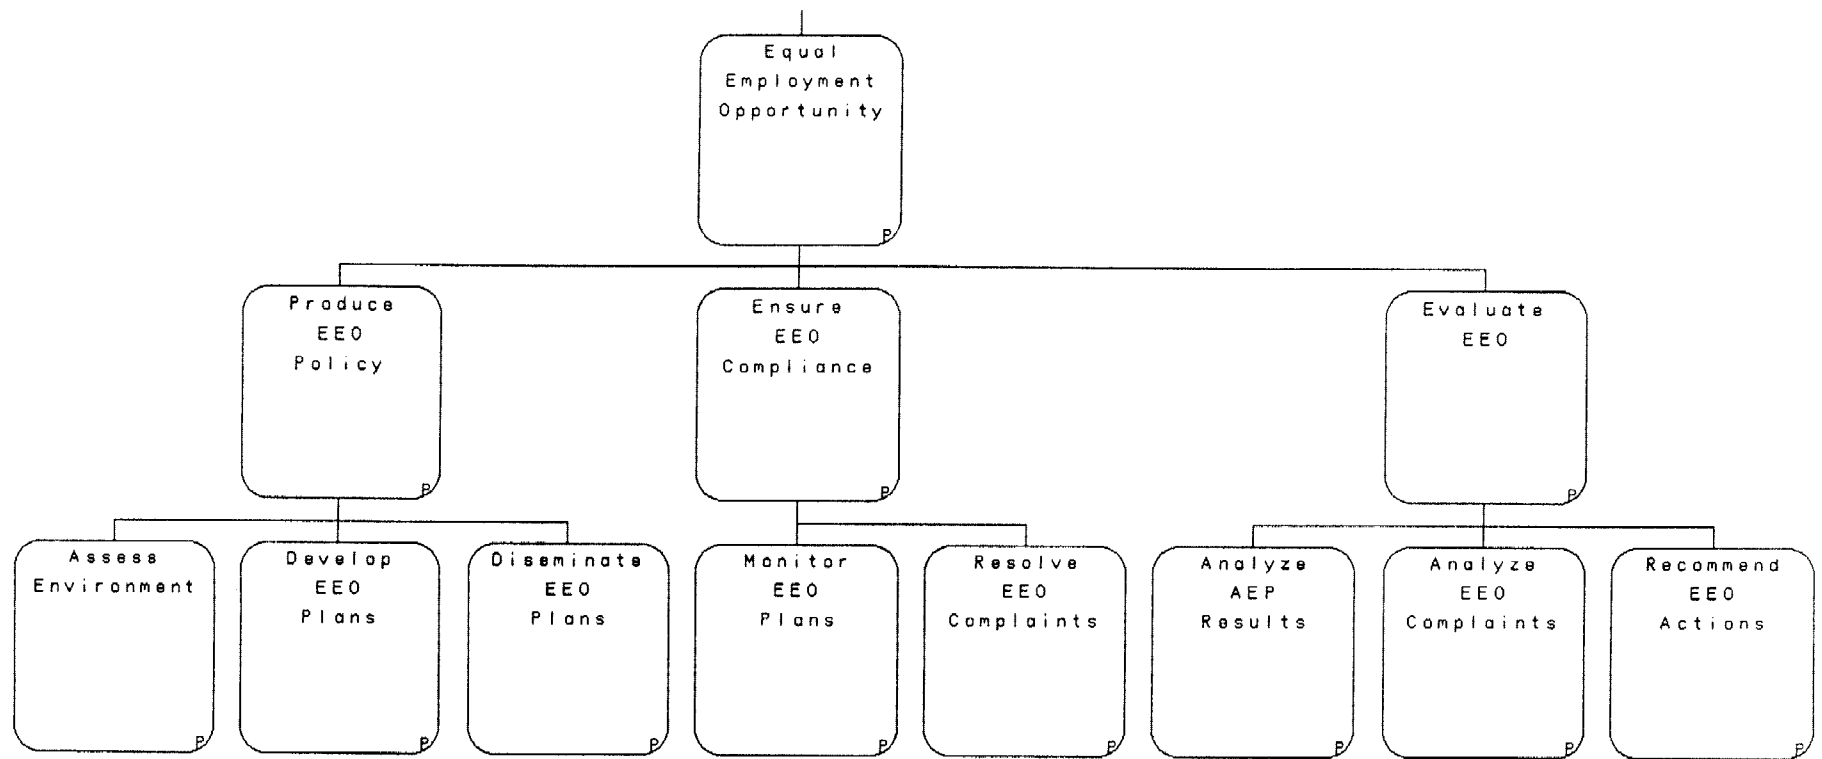 Equal
Employment
Opportunity
P
Produce
EEO
Policy
P
Ensure
EEO
Compliance
P
Evaluate
EEO
P
Assess
Environment
P
Develop
EEO
Plans
P
Diseminate
EEO
Plans
P
Monitor
EEO
Plans
P
Resolve
EEO
Complaints
P
Analyze
AEP
Results
P
Analyze
EEO
Complaints
P
Recommend
EEO
Actions
P